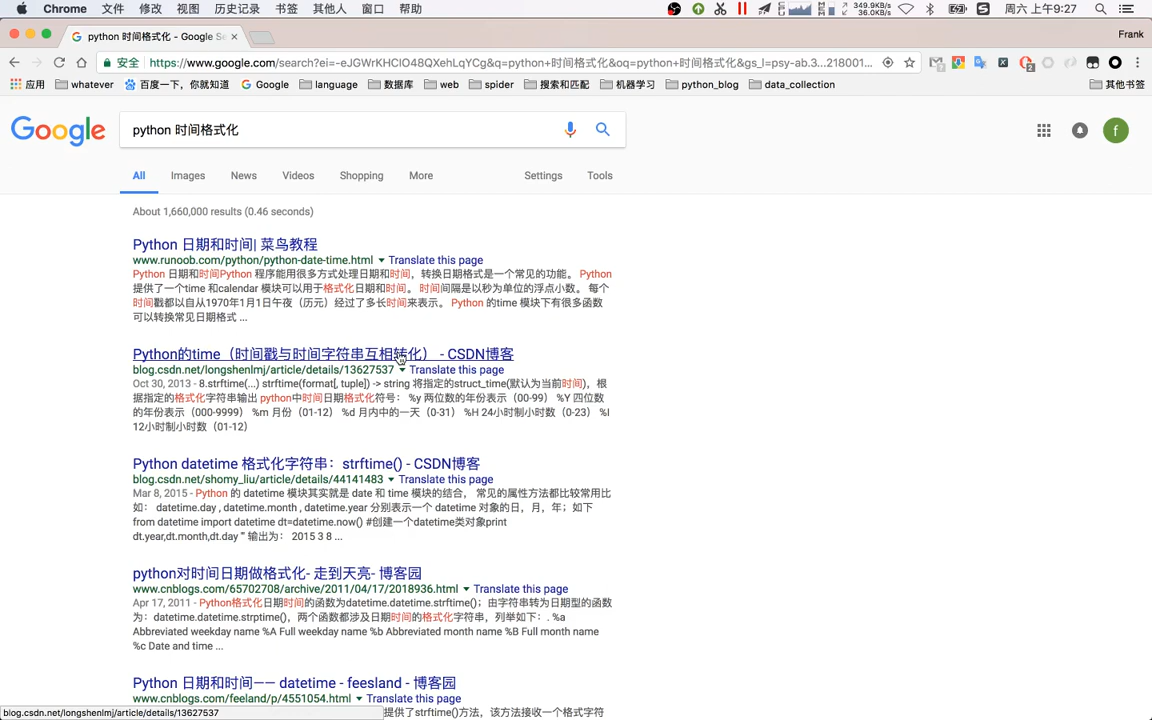 Chrome 文件 修改 视图 历史记录 书签 其他人 窗口 帮助 349.9KB/s 36.0KB/s 周六 上午9:27
python 时间格式化 - Google Se Frank
安全 https://www.google.com/search?ei=-eJGWrKHCIO48QXehLqYCg&q=python+时间格式化&oq=python+时间格式化&gs_l=psy-ab.3...218001...
应用 whatever 百度一下，你就知道 Google language 数据库 web spider 搜索和匹配 机器学习 python_blog data_collection 其他书签
Google python 时间格式化 f
All Images News Videos Shopping More Settings Tools
About 1,660,000 results (0.46 seconds)
Python 日期和时间| 菜鸟教程
www.runoob.com/python/python-date-time.html Translate this page
Python 日期和时间Python 程序能用很多方式处理日期和时间，转换日期格式是一个常见的功能。 Python
提供了一个time 和calendar 模块可以用于格式化日期和时间。 时间间隔是以秒为单位的浮点小数。 每个
时间戳都以自从1970年1月1日午夜（历元）经过了多长时间来表示。 Python 的time 模块下有很多函数
可以转换常见日期格式 ...
Python的time（时间戳与时间字符串互相转化） - CSDN博客
blog.csdn.net/longshenlmj/article/details/13627537 Translate this page
Oct 30, 2013 - 8.strftime(...) strftime(format[, tuple]) -> string 将指定的struct_time(默认为当前时间)，根
据指定的格式化字符串输出 python中时间日期格式化符号： %y 两位数的年份表示（00-99） %Y 四位数
的年份表示（000-9999） %m 月份（01-12） %d 月内中的一天（0-31） %H 24小时制小时数（0-23） %I
12小时制小时数（01-12）
Python datetime 格式化字符串：strftime() - CSDN博客
blog.csdn.net/shomy_liu/article/details/44141483 Translate this page
Mar 8, 2015 - Python 的 datetime 模块其实就是 date 和 time 模块的结合， 常见的属性方法都比较常用比
如： datetime.day , datetime.month , datetime.year 分别表示一个 datetime 对象的日，月，年；如下
from datetime import datetime dt=datetime.now() #创建一个datetime类对象print
dt.year,dt.month,dt.day '' 输出为： 2015 3 8 ...
python对时间日期做格式化- 走到天亮- 博客园
www.cnblogs.com/65702708/archive/2011/04/17/2018936.html Translate this page
Apr 17, 2011 - Python格式化日期时间的函数为datetime.datetime.strftime()；由字符串转为日期型的函数
为：datetime.datetime.strptime()，两个函数都涉及日期时间的格式化字符串，列举如下：. %a
Abbreviated weekday name %A Full weekday name %b Abbreviated month name %B Full month name
%c Date and time ...
Python 日期和时间—— datetime - feesland - 博客园
www.cnblogs.com/feeland/p/4551054.html Translate this page
blog.csdn.net/longshenlmj/article/details/13627537 提供了strftime()方法，该方法接收一个格式字符